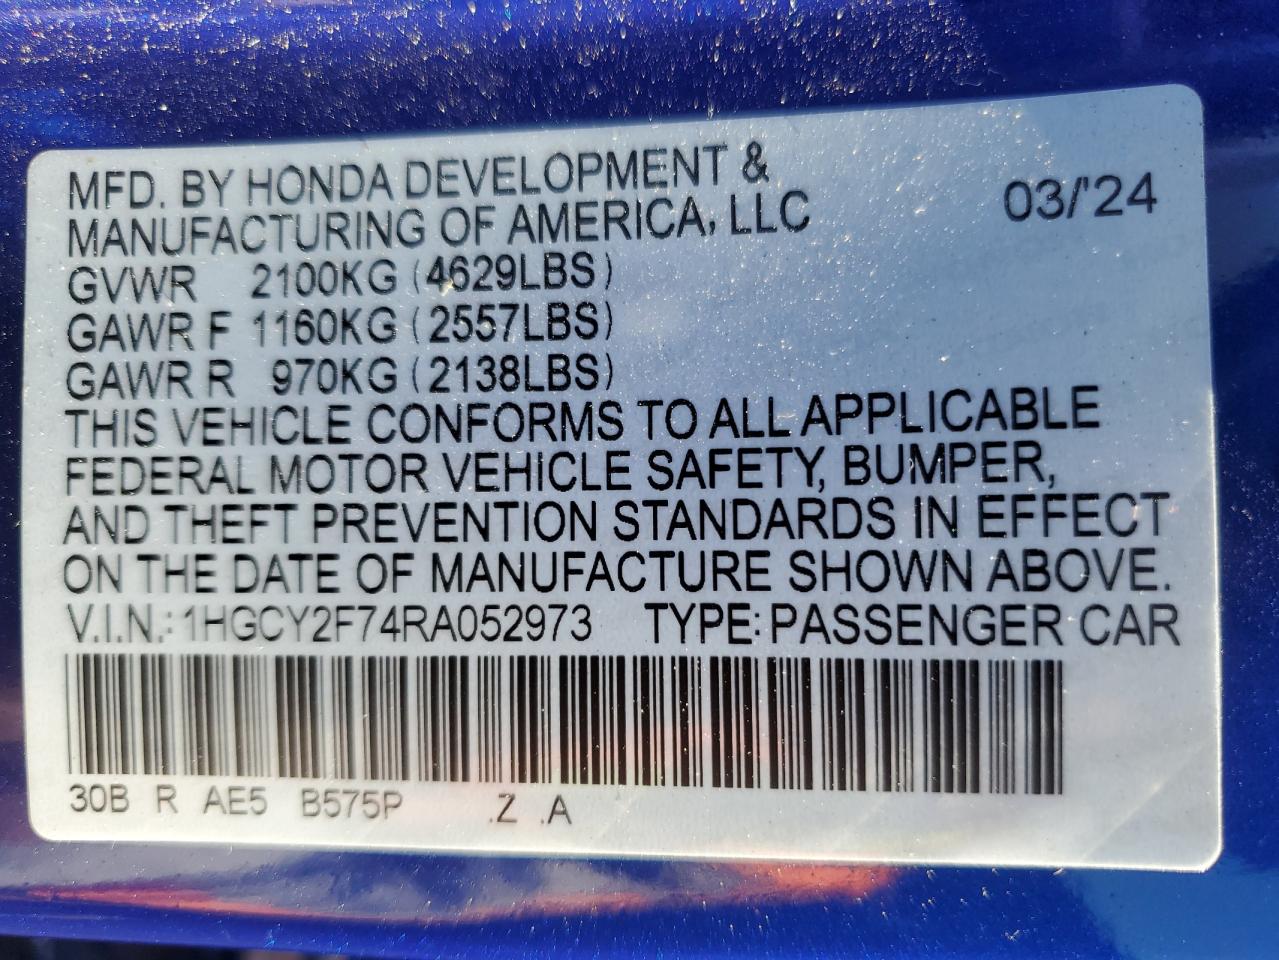 MFD. BY HONDA DEVELOPMENT &
MANUFACTURING OF AMERICA, LLC 03/'24
GVWR 2100KG (4629LBS)
GAWR F 1160KG (2557LBS)
GAWR R 970KG (2138LBS)
THIS VEHICLE CONFORMS TO ALL APPLICABLE
FEDERAL MOTOR VEHICLE SAFETY, BUMPER,
AND THEFT PREVENTION STANDARDS IN EFFECT
ON THE DATE OF MANUFACTURE SHOWN ABOVE.
V.I.N.: 1HGCY2F74RA052973 TYPE: PASSENGER CAR
30B R AE5 B575P .Z .A